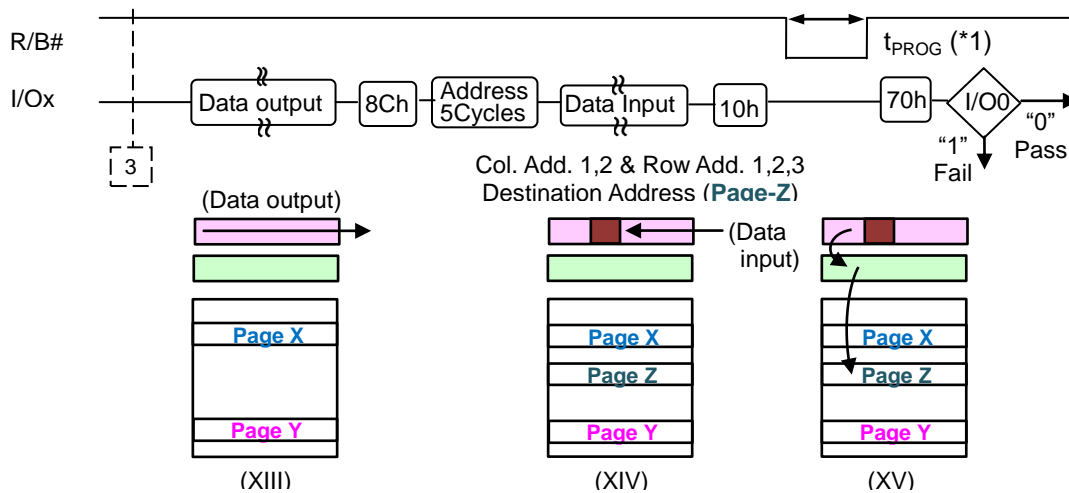 R/B#
tPROG (*1)
I/Ox
Data output
8Ch
Address
5Cycles
Data Input
10h
70h
I/O0
"0"
Pass
"1"
Fail
3
Col. Add. 1,2 & Row Add. 1,2,3
Destination Address (Page-Z)
(Data output)
(Data
input)
Page X
Page Y
(XIII)
Page X
Page Z
Page Y
(XIV)
Page X
Page Z
Page Y
(XV)